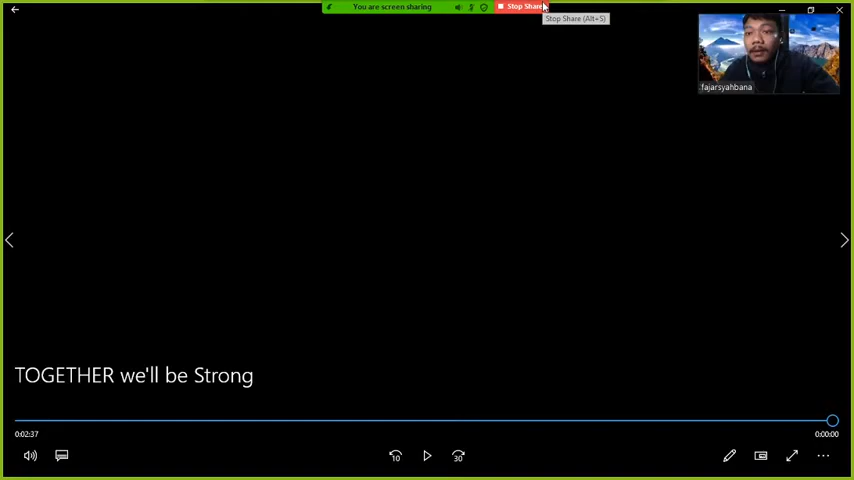 You are screen sharing
Stop Share
Stop Share (Alt+S)
fajarsyahbana
TOGETHER we'll be Strong
0:02:37
0:00:00
10
30